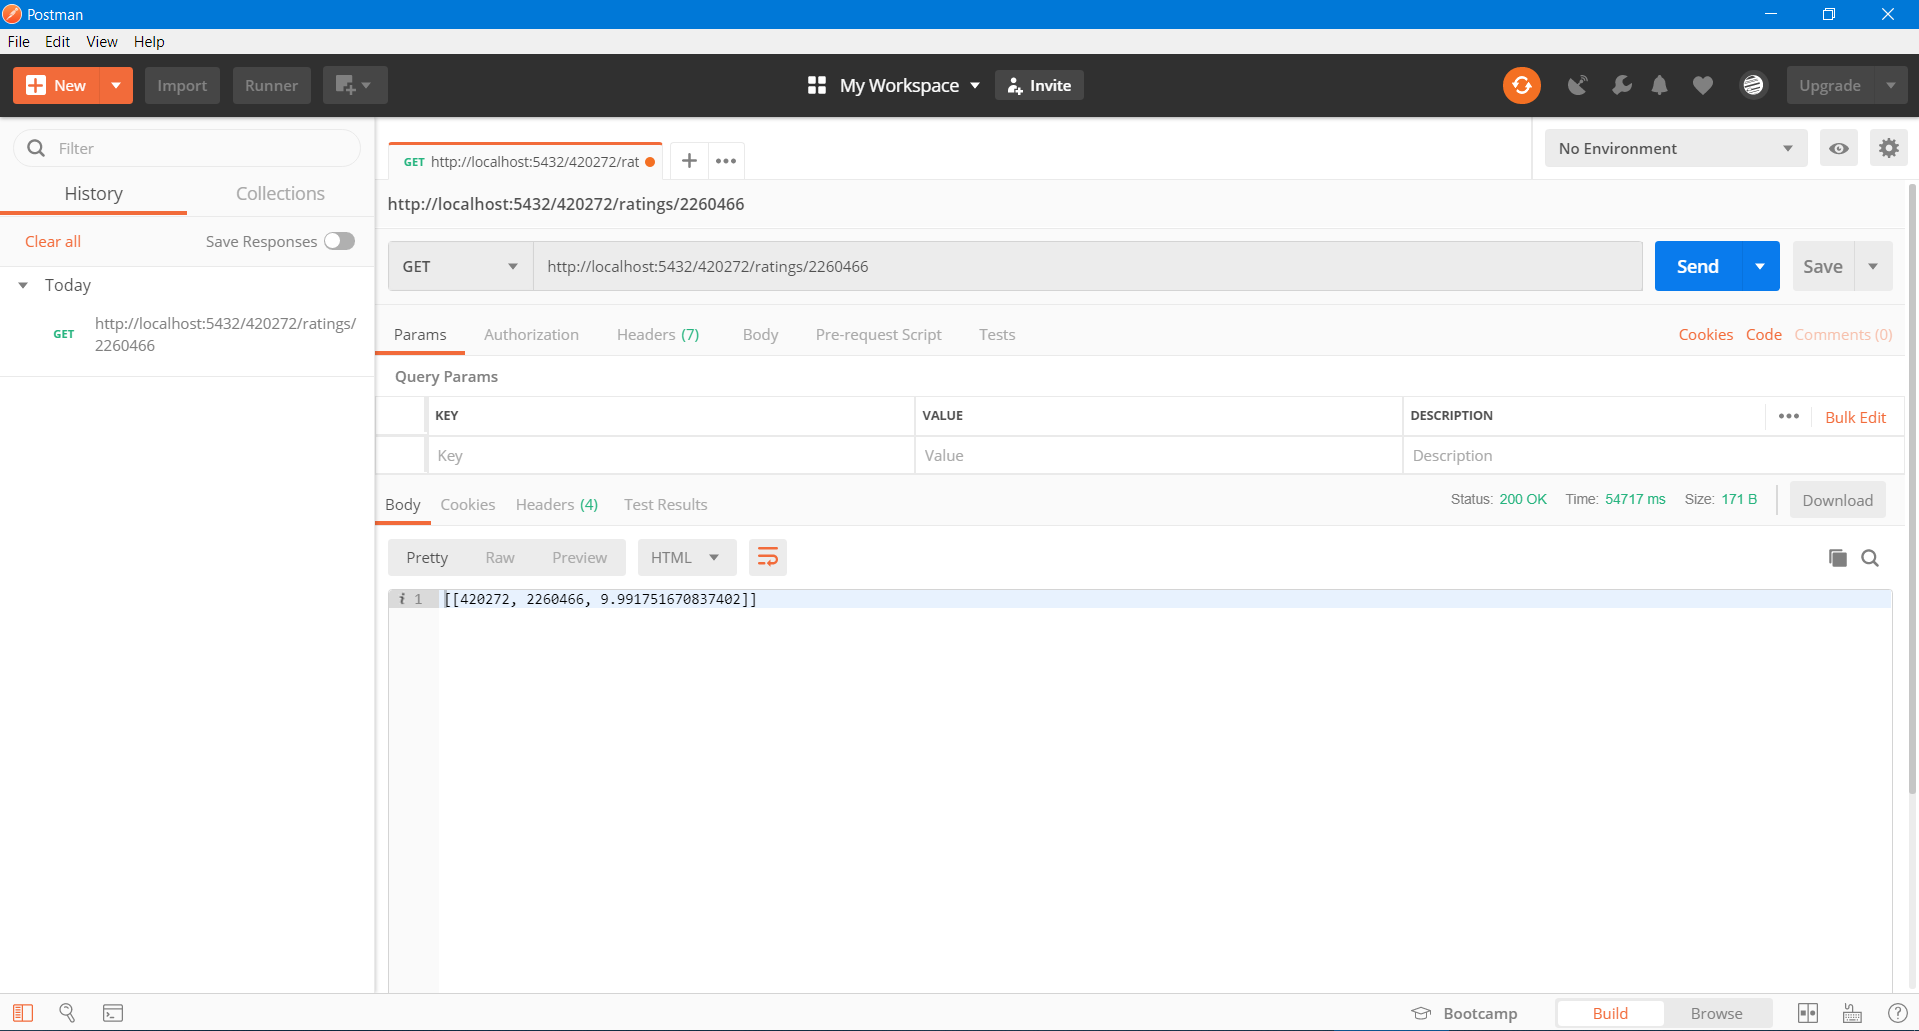 Postman
File Edit View Help
New Import Runner My Workspace Invite Upgrade
Filter
History Collections
Clear all Save Responses
Today
GET http://localhost:5432/420272/ratings/
2260466
GET http://localhost:5432/420272/rat
No Environment
http://localhost:5432/420272/ratings/2260466
GET http://localhost:5432/420272/ratings/2260466 Send Save
Params Authorization Headers (7) Body Pre-request Script Tests Cookies Code Comments (0)
Query Params
KEY VALUE DESCRIPTION Bulk Edit
Key Value Description
Body Cookies Headers (4) Test Results Status: 200 OK Time: 54717 ms Size: 171 B Download
Pretty Raw Preview HTML
i 1 [[420272, 2260466, 9.991751670837402]]
Bootcamp Build Browse